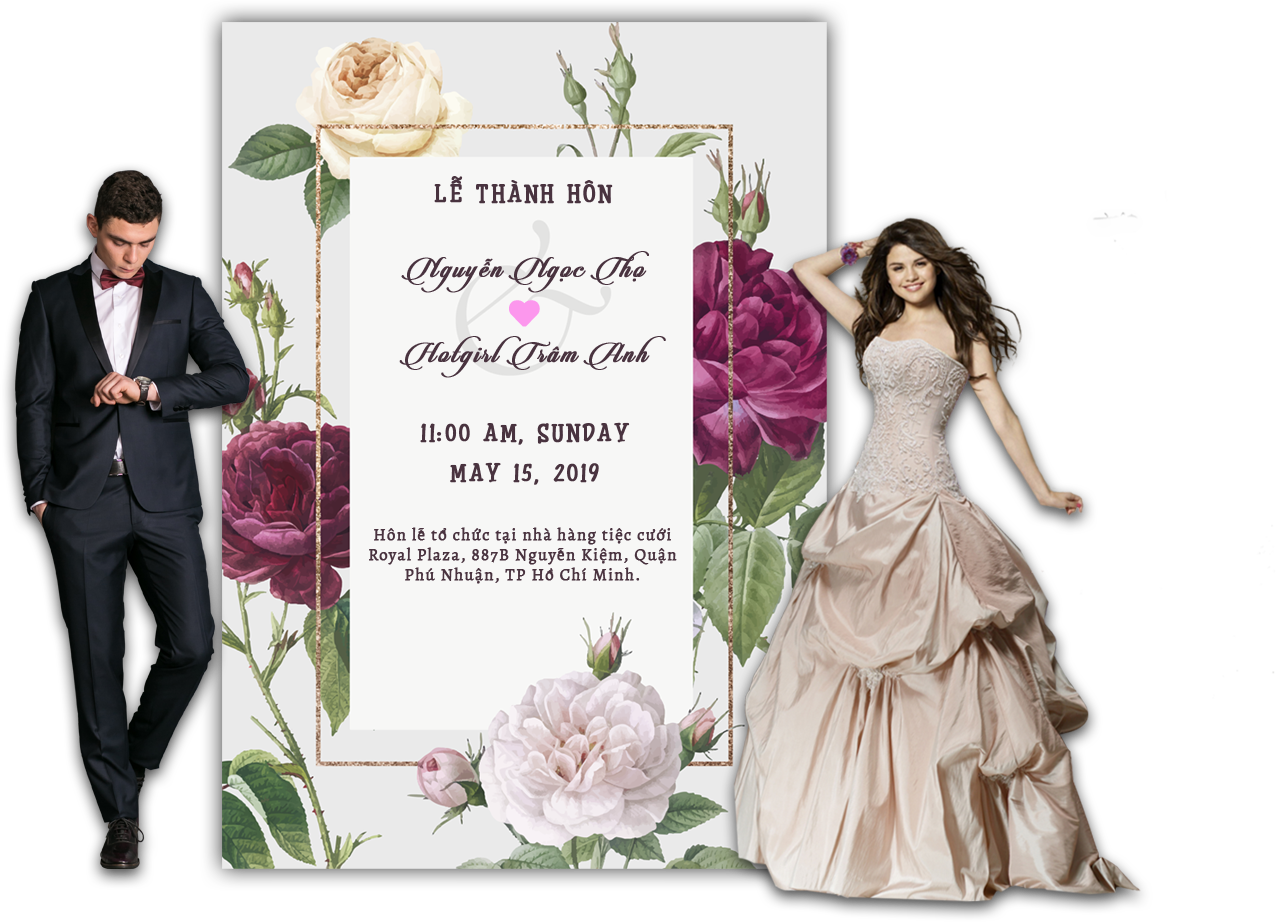 LỄ THÀNH HÔN
&
Nguyễn Ngọc Thọ
Hotgirl Trâm Anh
11:00 AM, SUNDAY
MAY 15, 2019
Hôn lễ tổ chức tại nhà hàng tiệc cưới
Royal Plaza, 887B Nguyễn Kiệm, Quận
Phú Nhuận, TP Hồ Chí Minh.